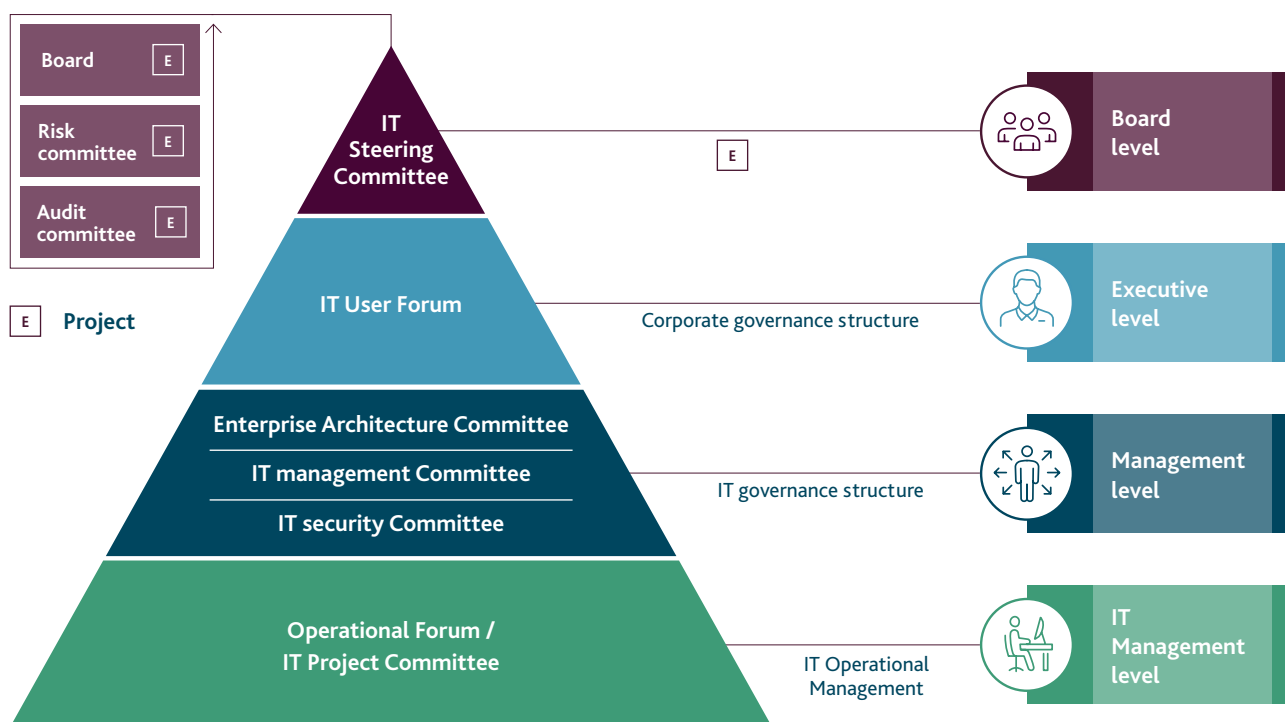 Board E
Risk
committee E
Audit
committee E
E Project
IT
Steering
Committee
E
Board
level
IT User Forum
Corporate governance structure
Executive
level
Enterprise Architecture Committee
IT management Committee
IT security Committee
IT governance structure
Management
level
Operational Forum /
IT Project Committee
IT Operational
Management
IT
Management
level